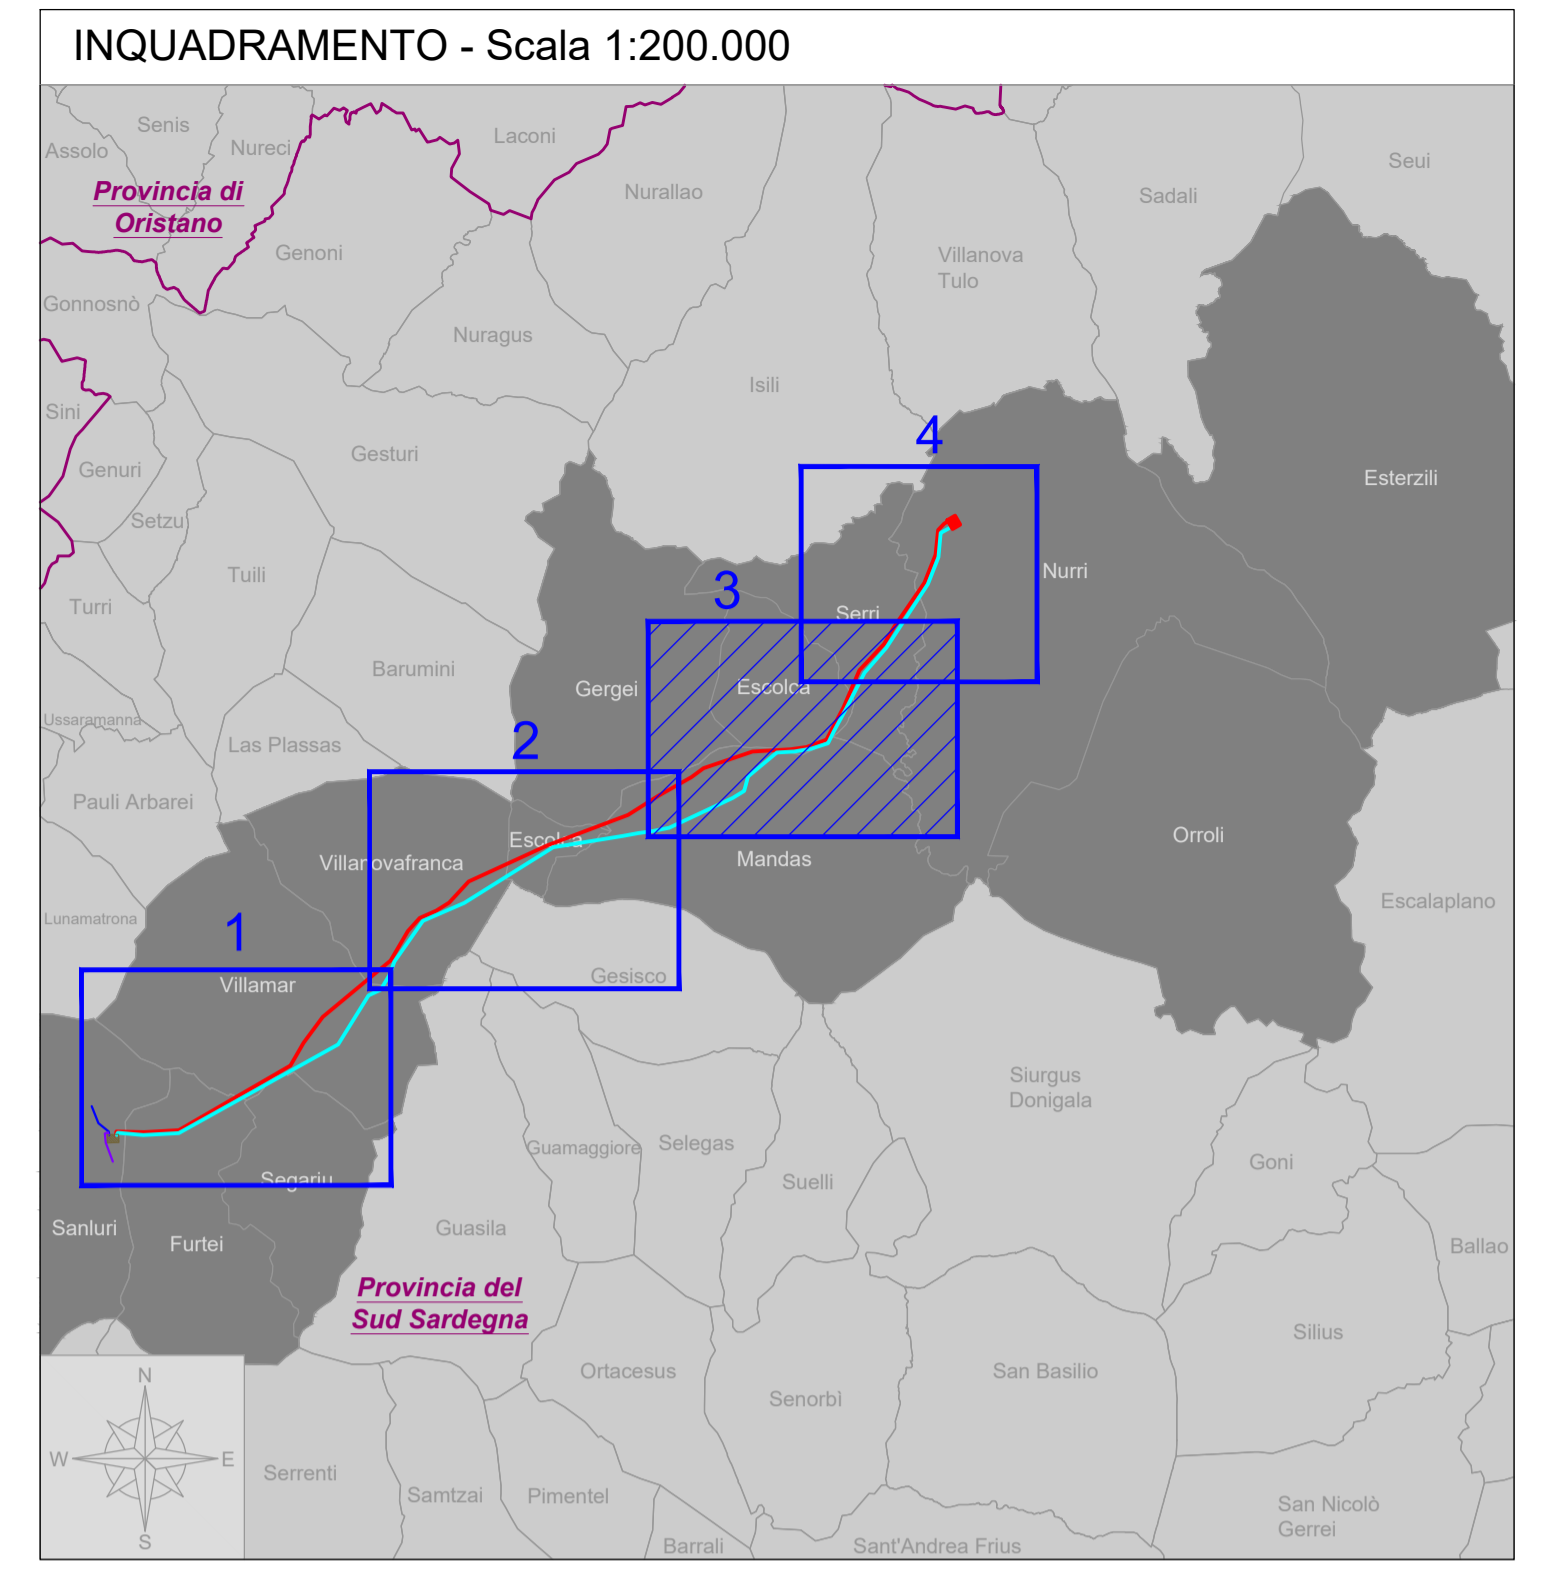 INQUADRAMENTO - Scala 1:200.000
Senis
Assolo
Nureci
Laconi
Seui
Provincia di
Oristano
Nurallao
Sadali
Genoni
Villanova
Tulo
Gonnosnò
Nuragus
Isili
Sini
4
Gesturi
Genuri
Esterzili
Setzu
Tuili
Nurri
3
Turri
Serri
Barumini
Gergei
Escolca
Ussaramanna
Las Plassas
2
Pauli Arbarei
Escolca
Orroli
Villanovafranca
Mandas
Lunamatrona
Escalaplano
1
Villamar
Gesisco
Siurgus
Donigala
Guamaggiore
Selegas
Goni
Segariu
Suelli
Sanluri
Furtei
Guasila
Ballao
Provincia del
Sud Sardegna
Silius
Ortacesus
San Basilio
Senorbì
N
W
E
S
Serrenti
Samtzai
Pimentel
San Nicolò
Gerrei
Barrali
Sant'Andrea Frius